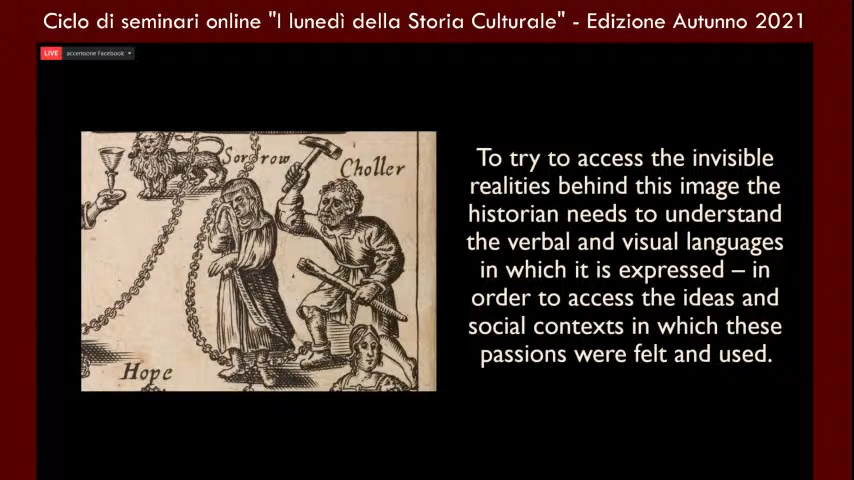 Ciclo di seminari online "I lunedì della Storia Culturale" - Edizione Autunno 2021
LIVE accensione Facebook
Sorrow
Choller
Hope
To try to access the invisible
realities behind this image the
historian needs to understand
the verbal and visual languages
in which it is expressed – in
order to access the ideas and
social contexts in which these
passions were felt and used.